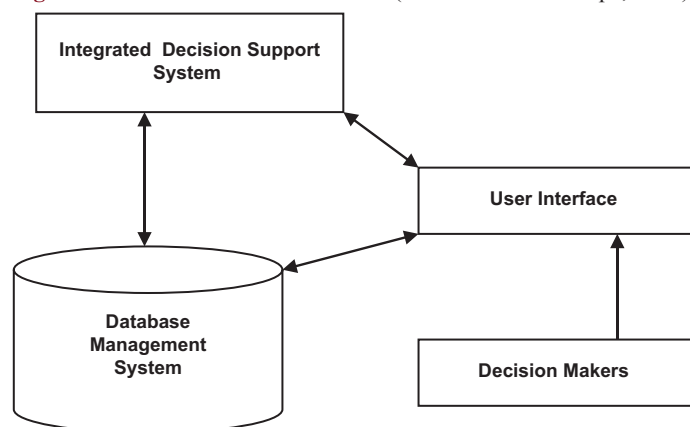 Integrated Decision Support
System
User Interface
Database
Management
System
Decision Makers